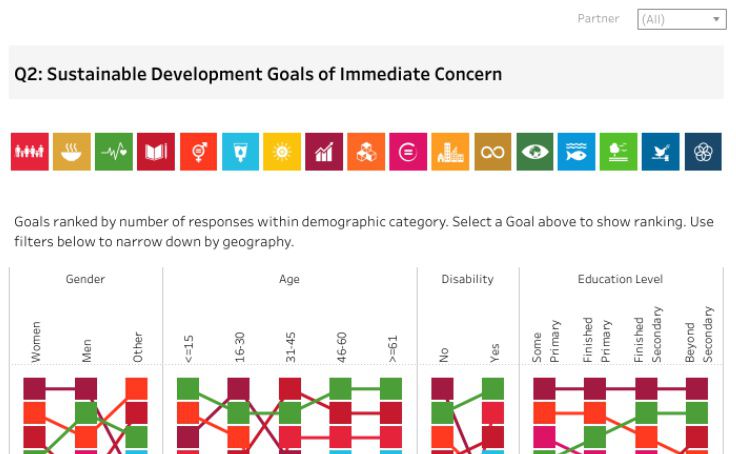 Partner
(All)
Q2: Sustainable Development Goals of Immediate Concern
Goals ranked by number of responses within demographic category. Select a Goal above to show ranking. Use
filters below to narrow down by geography.
Gender
Age
Disability
Education Level
Women
Men
Other
<=15
16-30
31-45
46-60
>=61
No
Yes
Some
Primary
Finished
Primary
Finished
Secondary
Beyond
Secondary